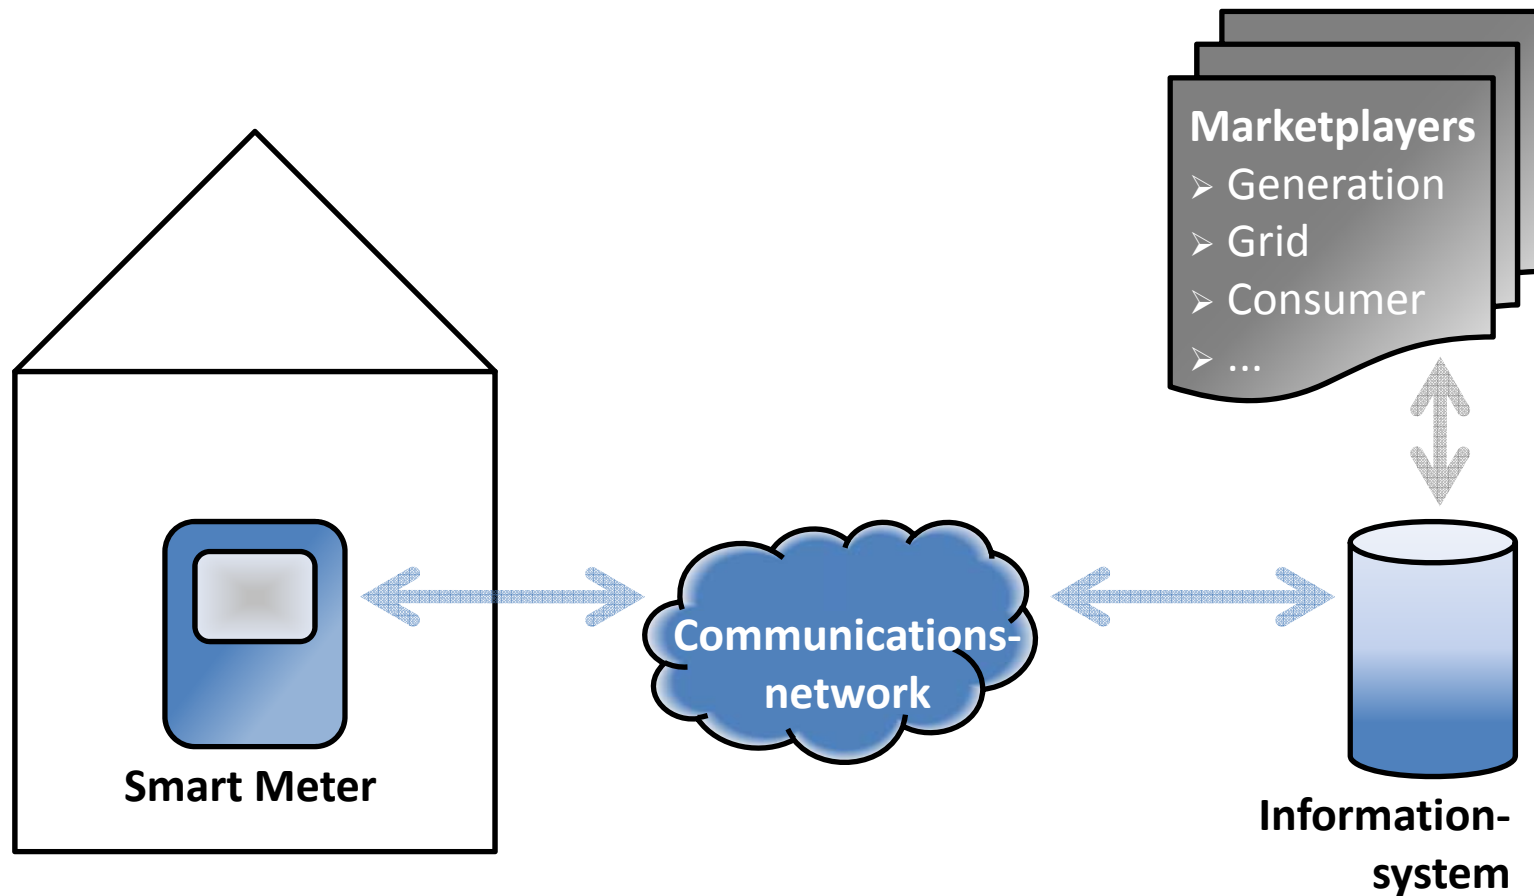 Marketplayers
➢ Generation
➢ Grid
➢ Consumer
➢ ...
Communications-
network
Smart Meter
Information-
system